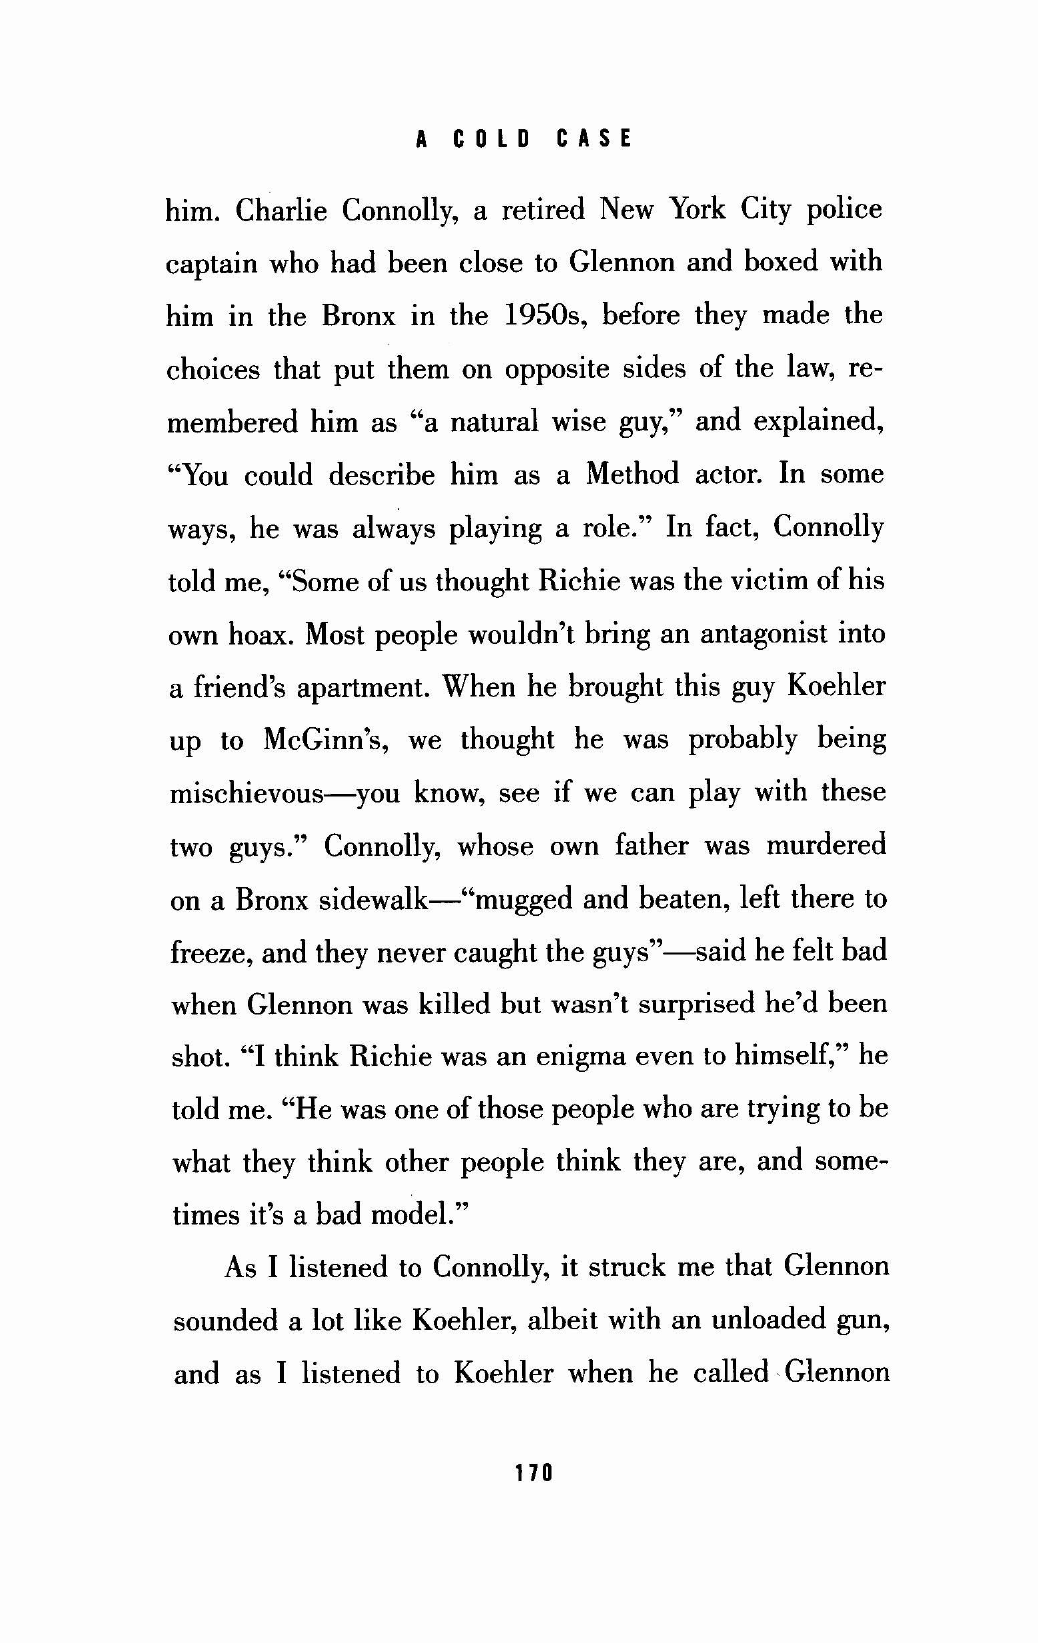 A COLD CASE
him. Charlie Connolly, a retired New York City police
captain who had been close to Glennon and boxed with
him in the Bronx in the 1950s, before they made the
choices that put them on opposite sides of the law, re-
membered him as “a natural wise guy,” and explained,
“You could describe him as a Method actor. In some
ways, he was always playing a role.” In fact, Connolly
told me, “Some of us thought Richie was the victim of his
own hoax. Most people wouldn’t bring an antagonist into
a friend’s apartment. When he brought this guy Koehler
up to McGinn’s, we thought he was probably being
mischievous—you know, see if we can play with these
two guys.” Connolly, whose own father was murdered
on a Bronx sidewalk—“mugged and beaten, left there to
freeze, and they never caught the guys”—said he felt bad
when Glennon was killed but wasn’t surprised he’d been
shot. “I think Richie was an enigma even to himself,” he
told me. “He was one of those people who are trying to be
what they think other people think they are, and some-
times it’s a bad model.”
As I listened to Connolly, it struck me that Glennon
sounded a lot like Koehler, albeit with an unloaded gun,
and as I listened to Koehler when he called Glennon
170